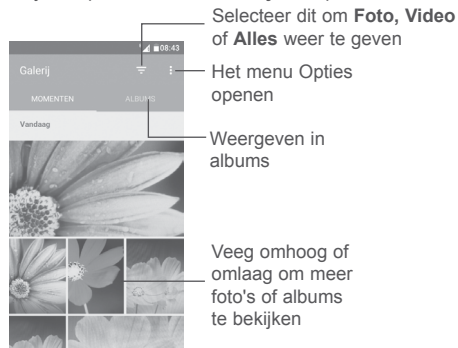 Selecteer dit om Foto, Video
of Alles weer te geven
08:43
Galerij
Het menu Opties
openen
MOMENTEN
ALBUMS
Vandaag
Weergeven in
albums
Veeg omhoog of
omlaag om meer
foto's of albums
te bekijken